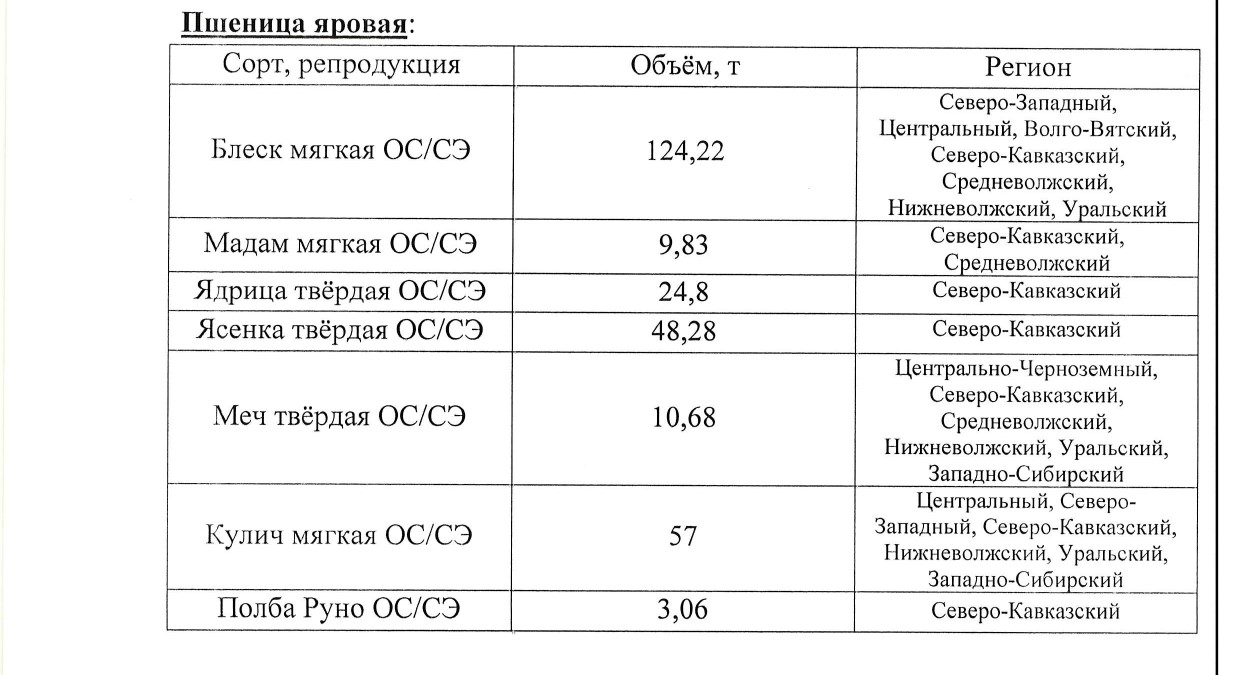 Пшеница яровая:
Сорт, репродукция
Объём, т
Регион
Блеск мягкая ОС/СЭ
124,22
Северо-Западный,
Центральный, Волго-Вятский,
Северо-Кавказский,
Средневолжский,
Нижневолжский, Уральский
Мадам мягкая ОС/СЭ
9,83
Северо-Кавказский,
Средневолжский
Ядрица твёрдая ОС/СЭ
24,8
Северо-Кавказский
Ясенка твёрдая ОС/СЭ
48,28
Северо-Кавказский
Меч твёрдая ОС/СЭ
10,68
Центрально-Черноземный,
Северо-Кавказский,
Средневолжский,
Нижневолжский, Уральский,
Западно-Сибирский
Кулич мягкая ОС/СЭ
57
Центральный, Северо-
Западный, Северо-Кавказский,
Нижневолжский, Уральский,
Западно-Сибирский
Полба Руно ОС/СЭ
3,06
Северо-Кавказский